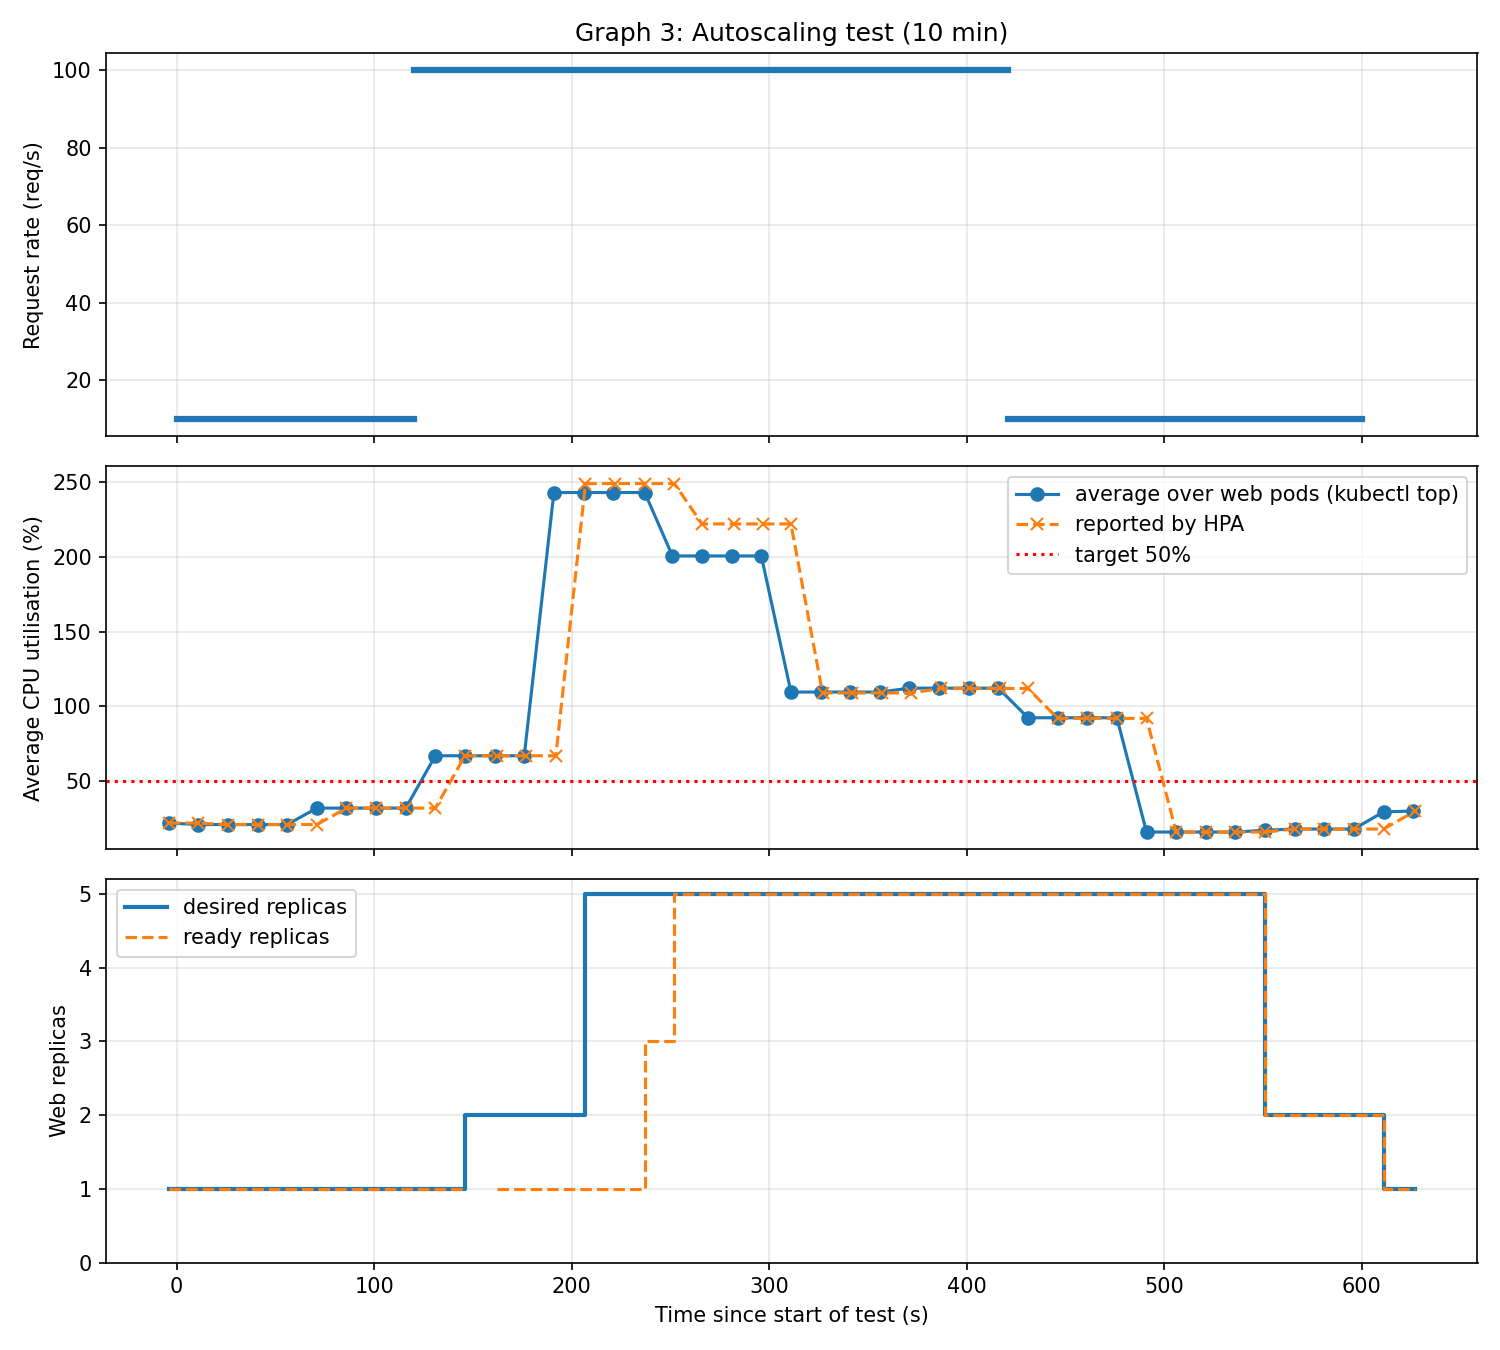 Graph 3: Autoscaling test (10 min)
Request rate (req/s)
100
80
60
40
20
Average CPU utilisation (%)
250
200
150
100
50
average over web pods (kubectl top)
reported by HPA
target 50%
Web replicas
5
4
3
2
1
0
desired replicas
ready replicas
0 100 200 300 400 500 600
Time since start of test (s)